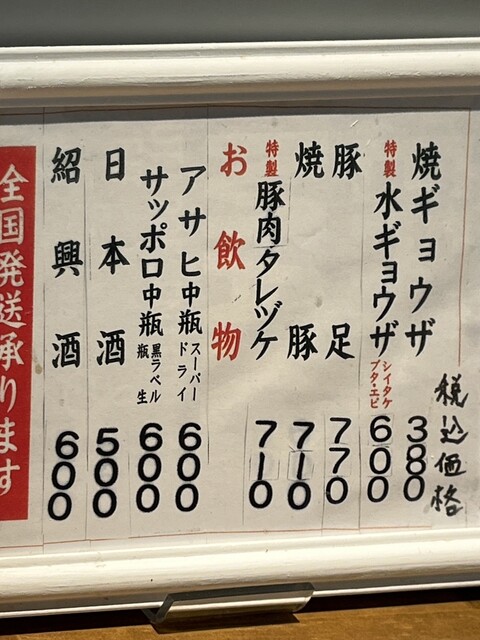 税込価格
焼ギョウザ 380
特製 水ギョウザ シイタケ ブタ・エビ 600
豚足 770
焼豚 710
特製 豚肉タレヅケ 710
お飲物
アサヒ中瓶 スーパードライ 600
サッポロ中瓶 黒ラベル 生瓶 600
日本酒 500
紹興酒 600
全国発送承ります